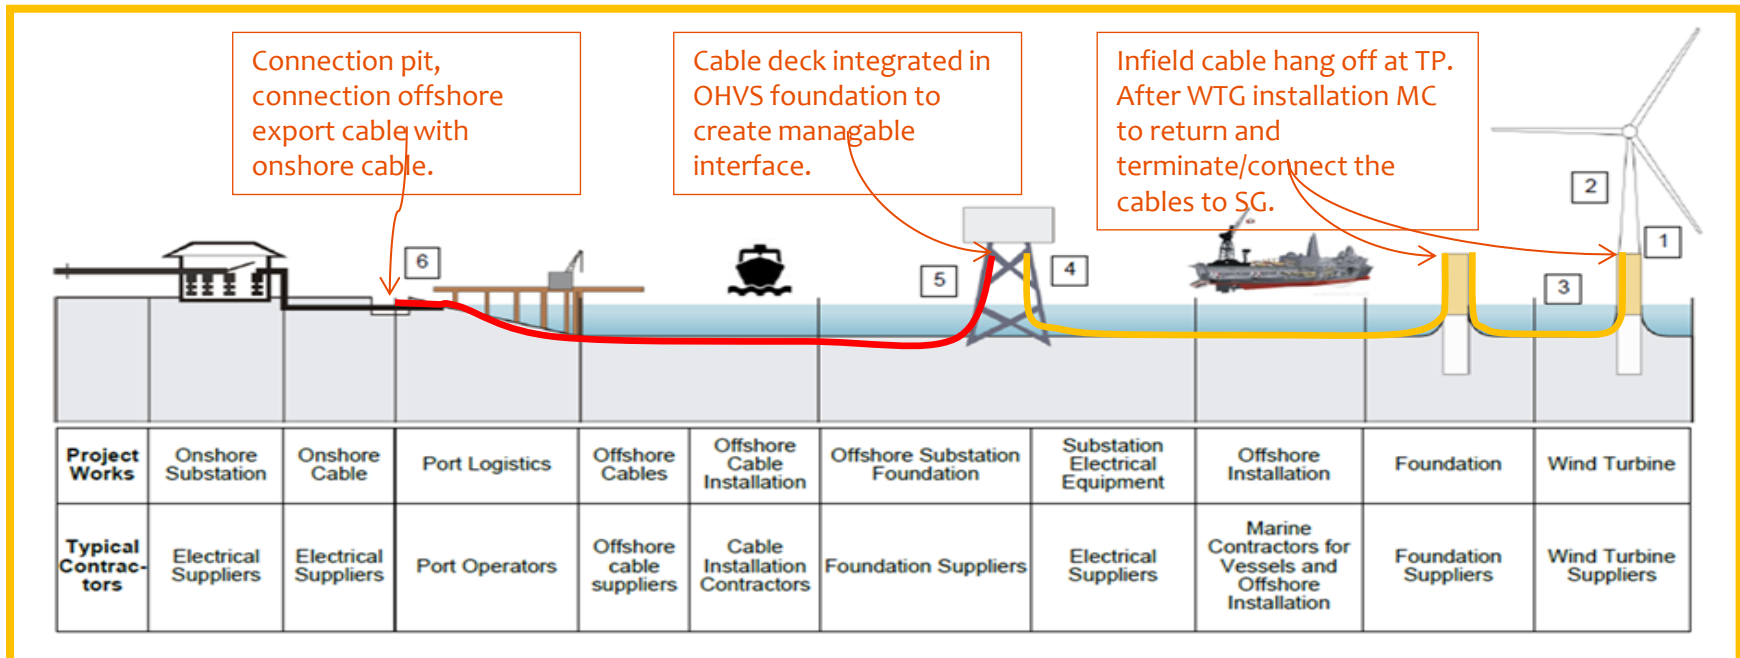 Connection pit,
connection offshore
export cable with
onshore cable.
Cable deck integrated in
OHVS foundation to
create managable
interface.
Infield cable hang off at TP.
After WTG installation MC
to return and
terminate/connect the
cables to SG.
6
5
4
3
2
1
Project
Works
Onshore
Substation
Onshore
Cable
Port Logistics
Offshore
Cables
Offshore
Cable
Installation
Offshore Substation
Foundation
Substation
Electrical
Equipment
Offshore
Installation
Foundation
Wind Turbine
Typical
Contrac-
tors
Electrical
Suppliers
Electrical
Suppliers
Port Operators
Offshore
cable
suppliers
Cable
Installation
Contractors
Foundation Suppliers
Electrical
Suppliers
Marine
Contractors for
Vessels and
Offshore
Installation
Foundation
Suppliers
Wind Turbine
Suppliers